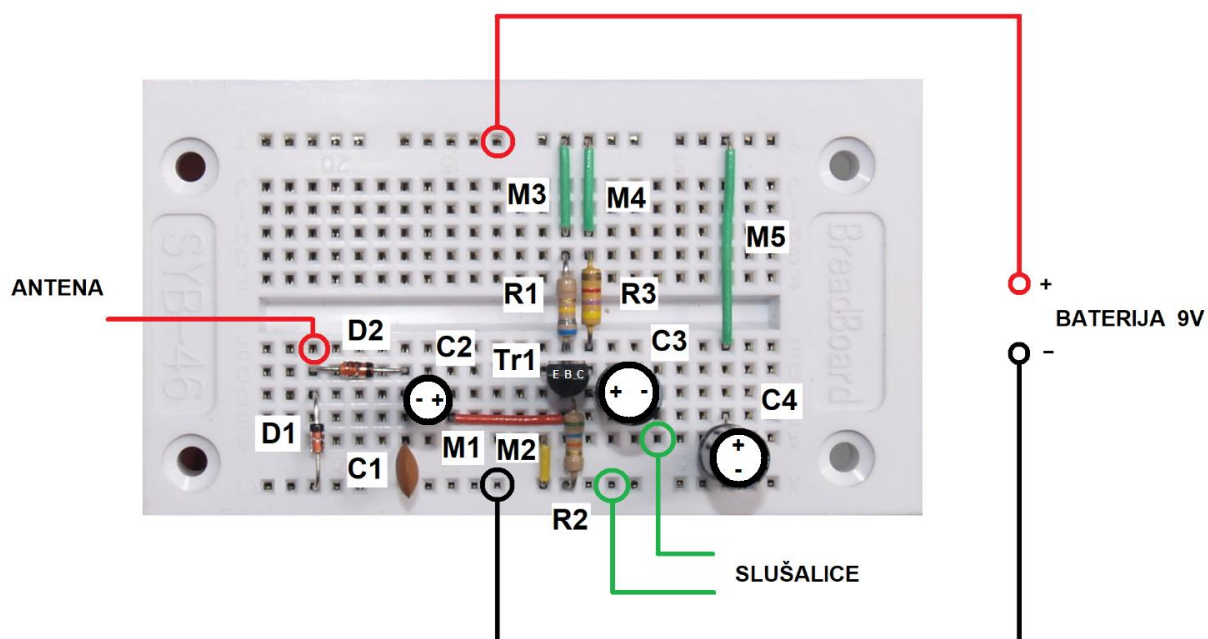 M3
M4
M5
ANTENA
R1
R3
+
BATERIJA 9V
−
D2
C2
Tr1
E B C
C3
- +
+ -
C4
D1
M1
M2
C1
+
-
R2
SLUŠALICE
SYB-46
BreadBoard